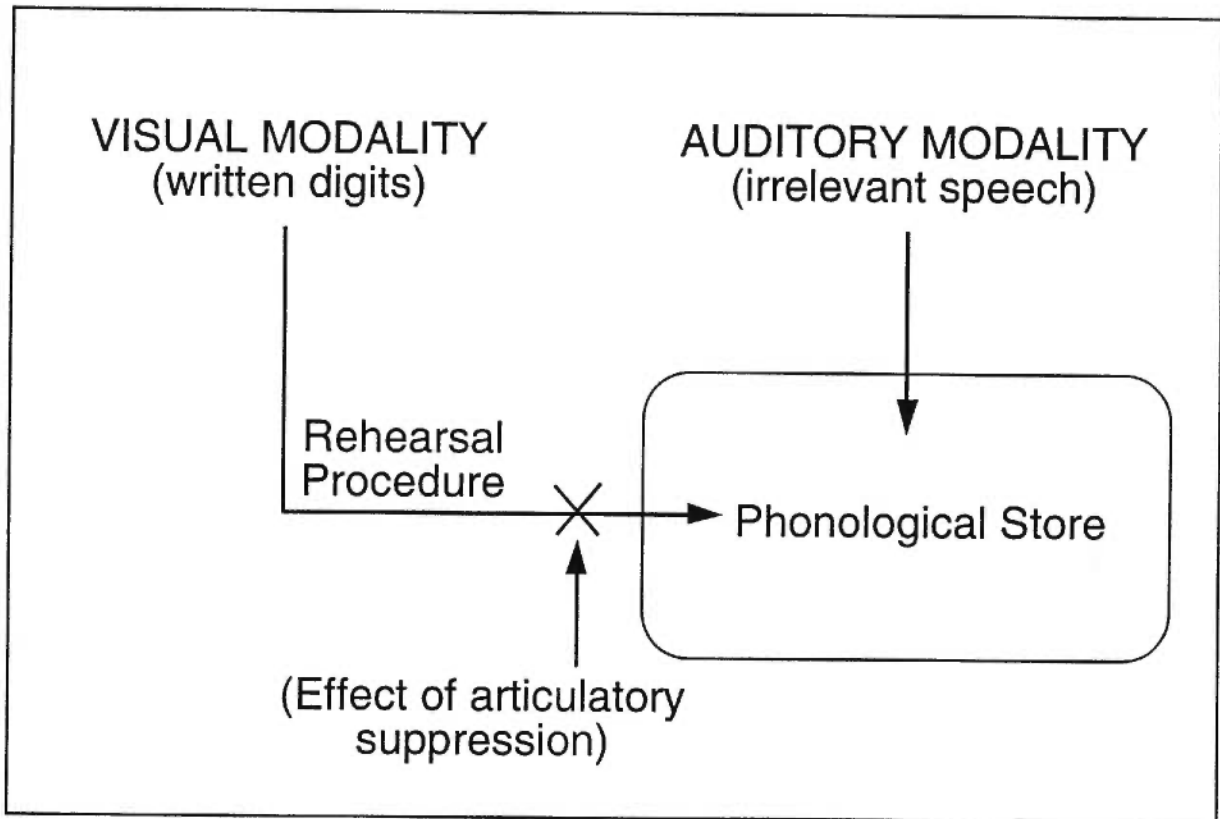 VISUAL MODALITY
(written digits)
AUDITORY MODALITY
(irrelevant speech)
Rehearsal
Procedure
Phonological Store
(Effect of articulatory
suppression)